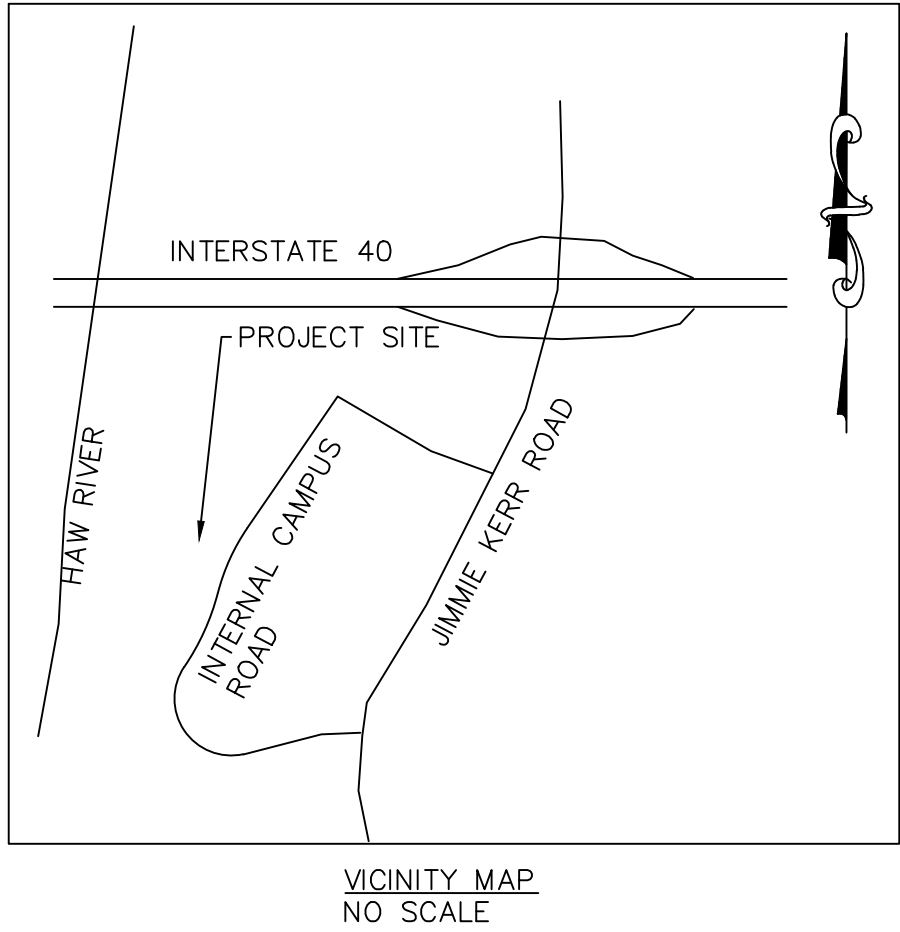 INTERSTATE 40
PROJECT SITE
HAW RIVER
INTERNAL CAMPUS
ROAD
JIMMIE KERR ROAD
VICINITY MAP
NO SCALE